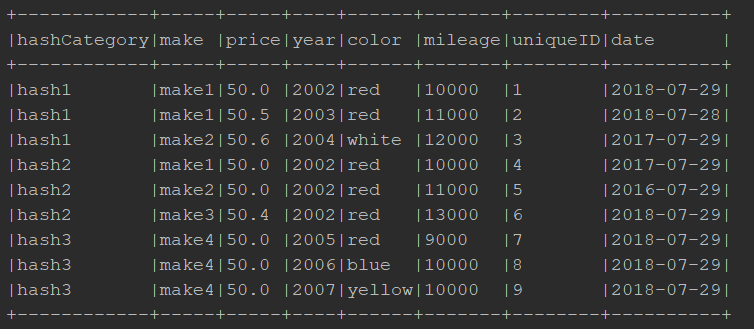 +------------+-----+-----+----+------+-------+--------+----------+
|hashCategory|make |price|year|color |mileage|uniqueID|date      |
+------------+-----+-----+----+------+-------+--------+----------+
|hash1       |make1|50.0 |2002|red   |10000  |1       |2018-07-29|
|hash1       |make1|50.5 |2003|red   |11000  |2       |2018-07-28|
|hash1       |make2|50.6 |2004|white |12000  |3       |2017-07-29|
|hash2       |make1|50.0 |2002|red   |10000  |4       |2017-07-29|
|hash2       |make2|50.0 |2002|red   |11000  |5       |2016-07-29|
|hash2       |make3|50.4 |2002|red   |13000  |6       |2018-07-29|
|hash3       |make4|50.0 |2005|red   |9000   |7       |2018-07-29|
|hash3       |make4|50.0 |2006|blue  |10000  |8       |2018-07-29|
|hash3       |make4|50.0 |2007|yellow|10000  |9       |2018-07-29|
+------------+-----+-----+----+------+-------+--------+----------+